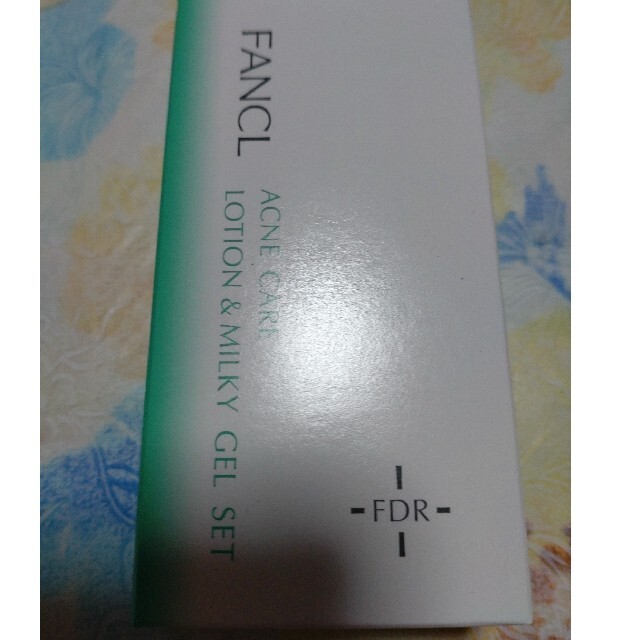 FANCL
ACNE CARE
LOTION & MILKY GEL SET
FDR